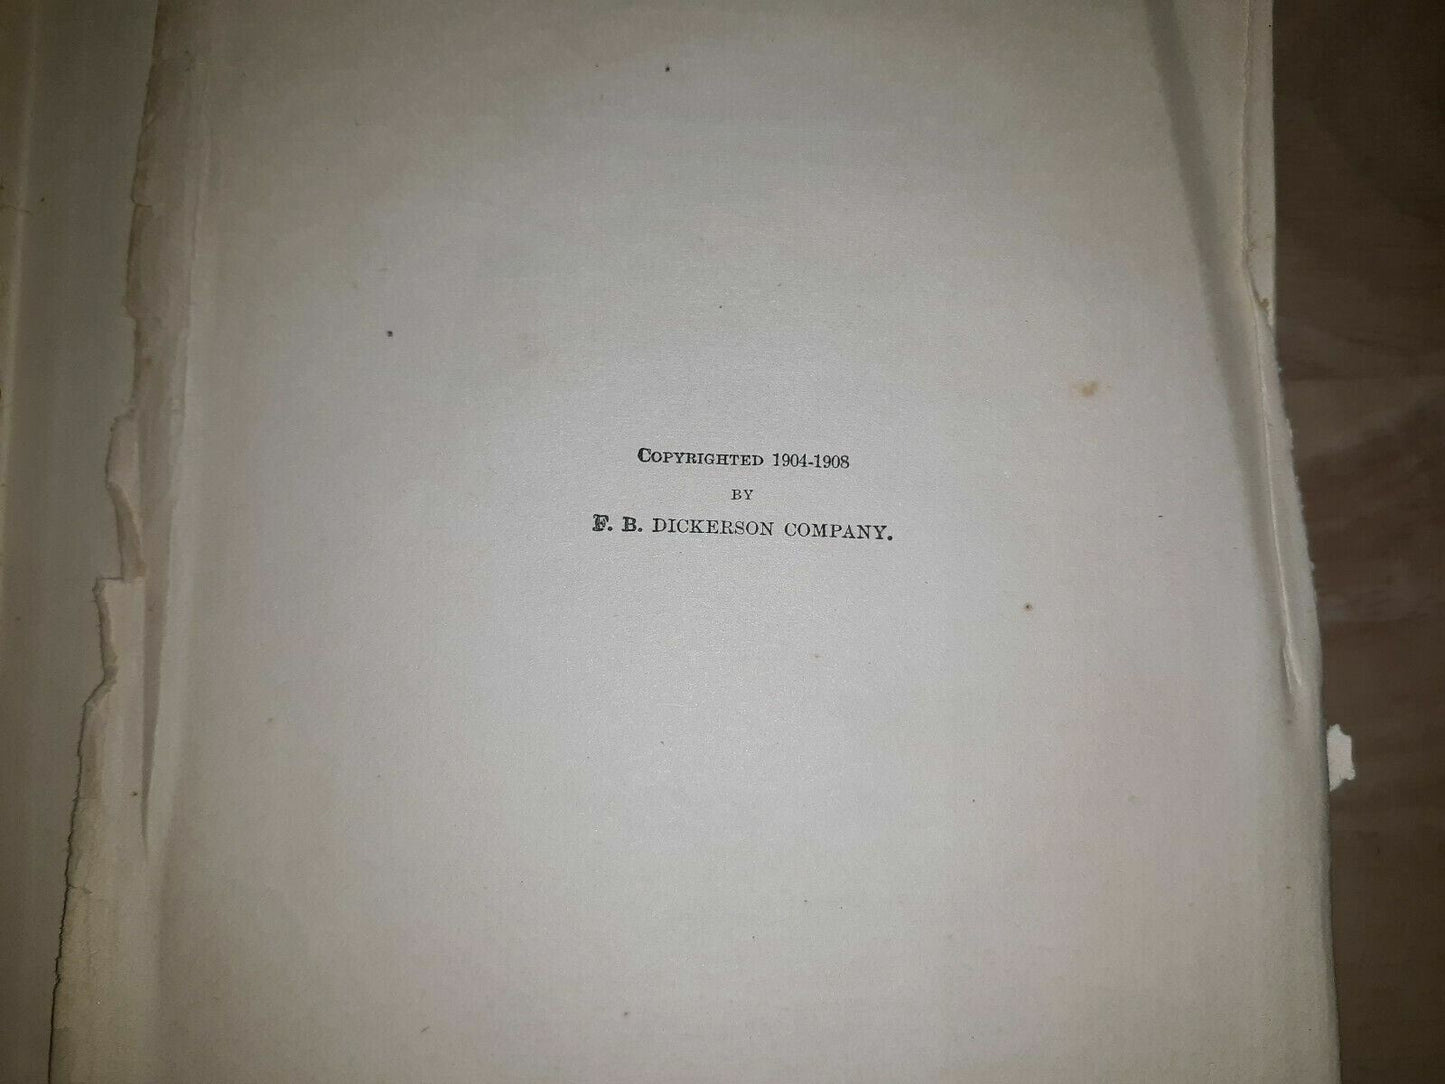 COPYRIGHTED 1904-1908
BY
F. B. DICKERSON COMPANY.